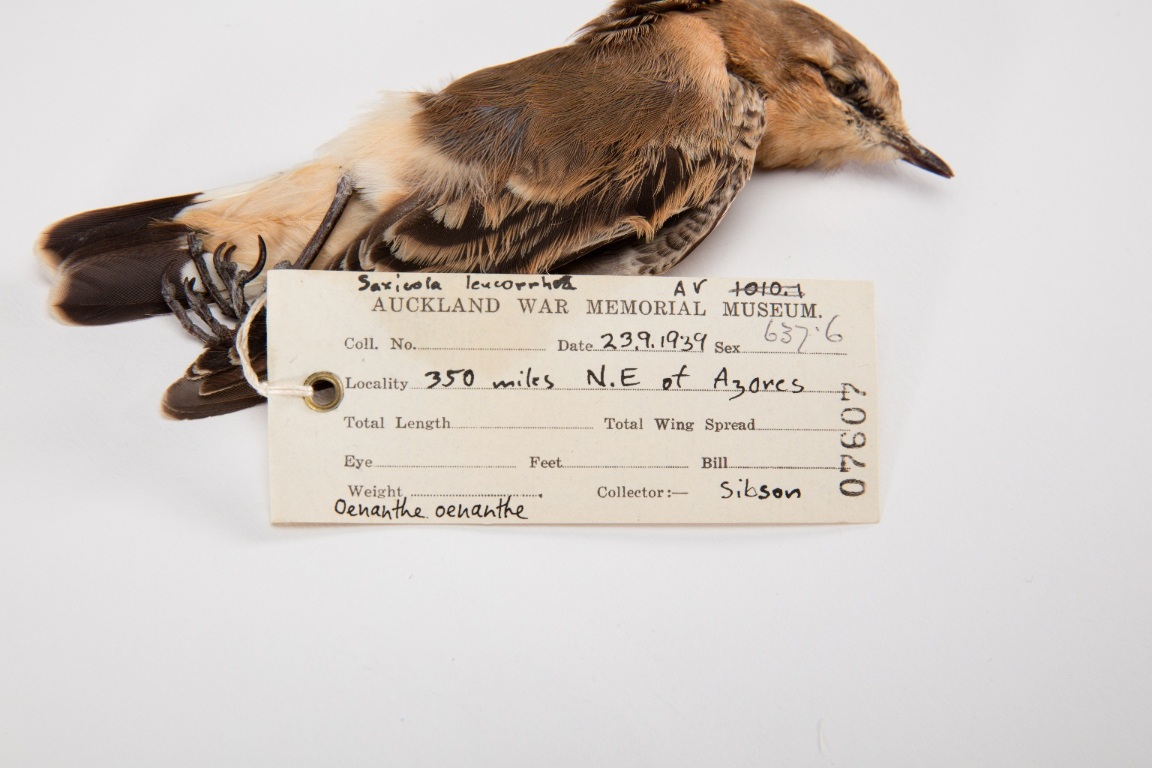 Saxicola leucorrhoa AV 1010.1
AUCKLAND WAR MEMORIAL MUSEUM.
637.6
Coll. No. Date 23.9.1939 Sex
Locality 350 miles N.E of Azores
Total Length Total Wing Spread
Eye Feet Bill
Weight Collector:— Sibson
Oenanthe oenanthe
07607